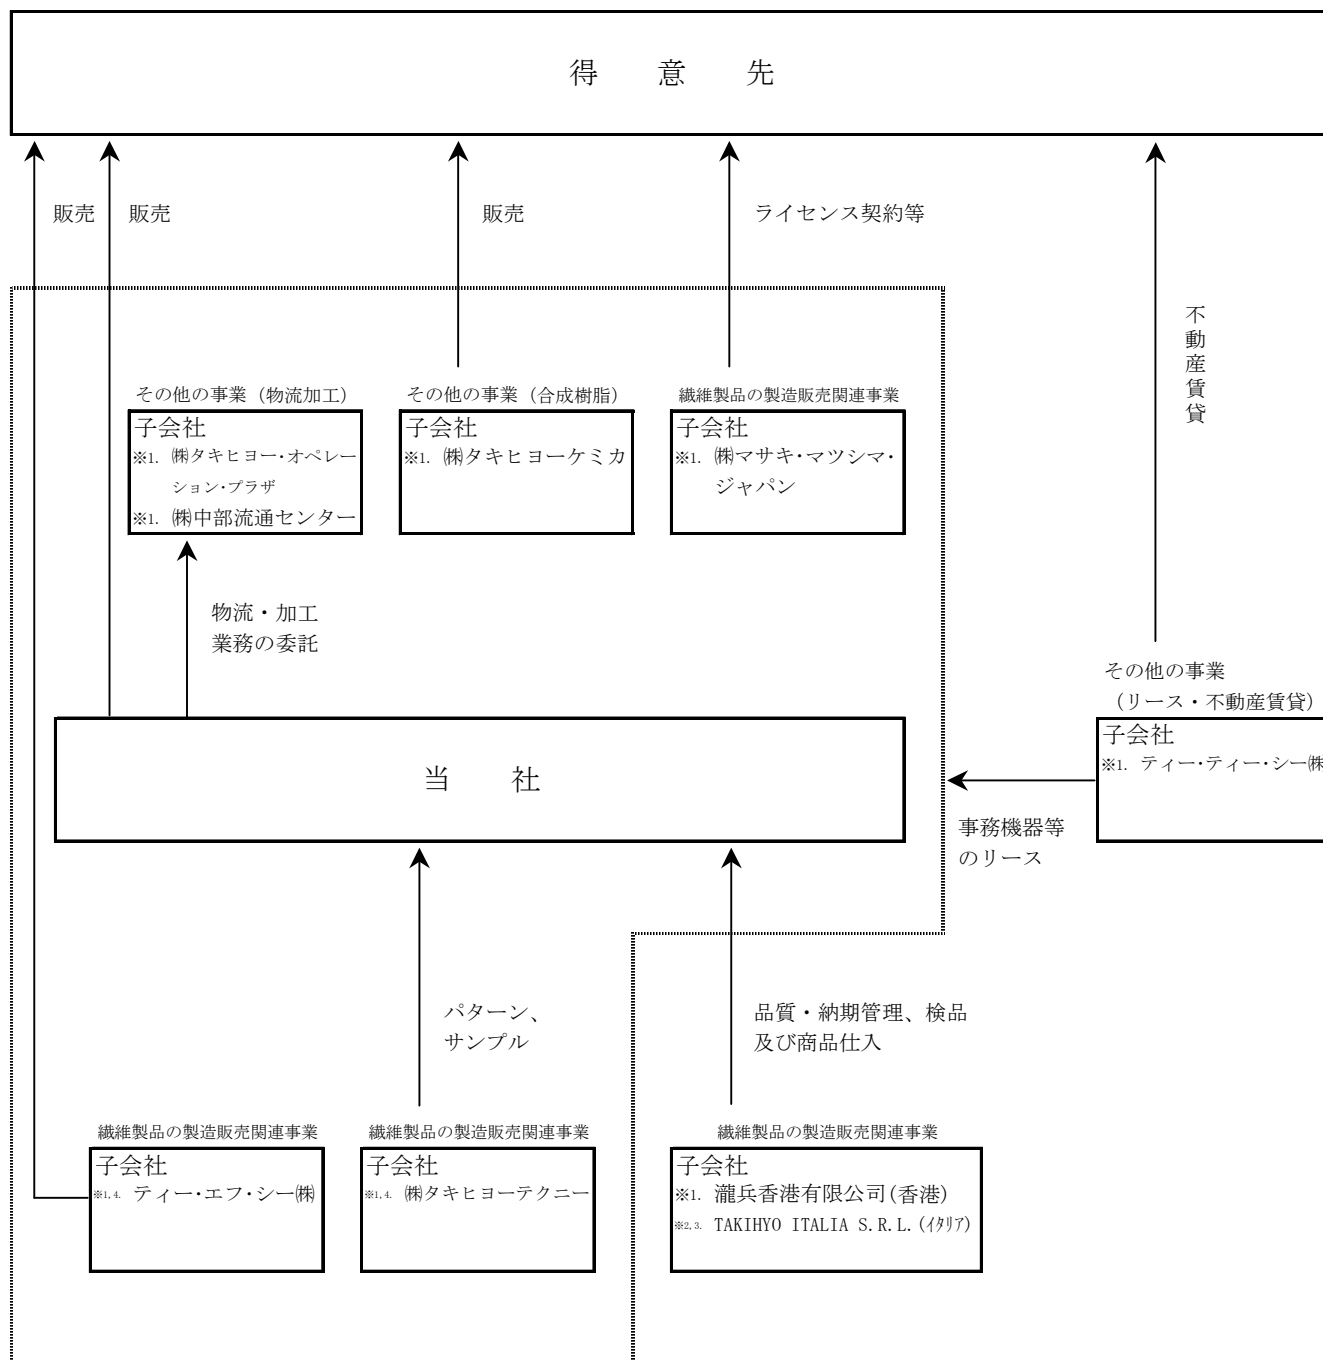 得　意　先
販売
販売
販売
ライセンス契約等
不動産賃貸
その他の事業（物流加工）
子会社
※1. ㈱タキヒヨー・オペレー
ション・プラザ
※1. ㈱中部流通センター
その他の事業（合成樹脂）
子会社
※1. ㈱タキヒヨーケミカ
繊維製品の製造販売関連事業
子会社
※1. ㈱マサキ・マツシマ・
ジャパン
物流・加工
業務の委託
その他の事業
（リース・不動産賃貸）
子会社
※1. ティー・ティー・シー㈱
当　社
事務機器等
のリース
パターン、
サンプル
品質・納期管理、検品
及び商品仕入
繊維製品の製造販売関連事業
子会社
※1,4. ティー・エフ・シー㈱
繊維製品の製造販売関連事業
子会社
※1,4. ㈱タキヒヨーテクニー
繊維製品の製造販売関連事業
子会社
※1. 瀧兵香港有限公司(香港)
※2,3. TAKIHYO ITALIA S.R.L.(ｲﾀﾘｱ)